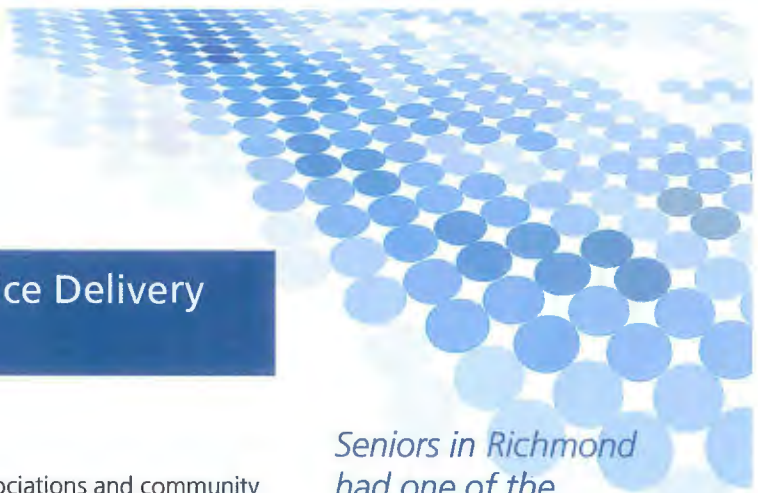 ce Delivery
ociations and community
Seniors in Richmond
had one of the